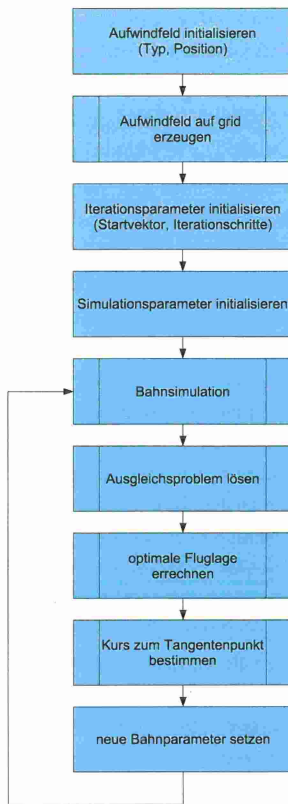 Aufwindfeld initialisieren
(Typ, Position)
Aufwindfeld auf grid
erzeugen
Iterationsparameter initialisieren
(Startvektor, Iterationschritte)
Simulationsparameter initialisieren
Bahnsimulation
Ausgleichsproblem lösen
optimale Fluglage
errechnen
Kurs zum Tangentenpunkt
bestimmen
neue Bahnparameter setzen